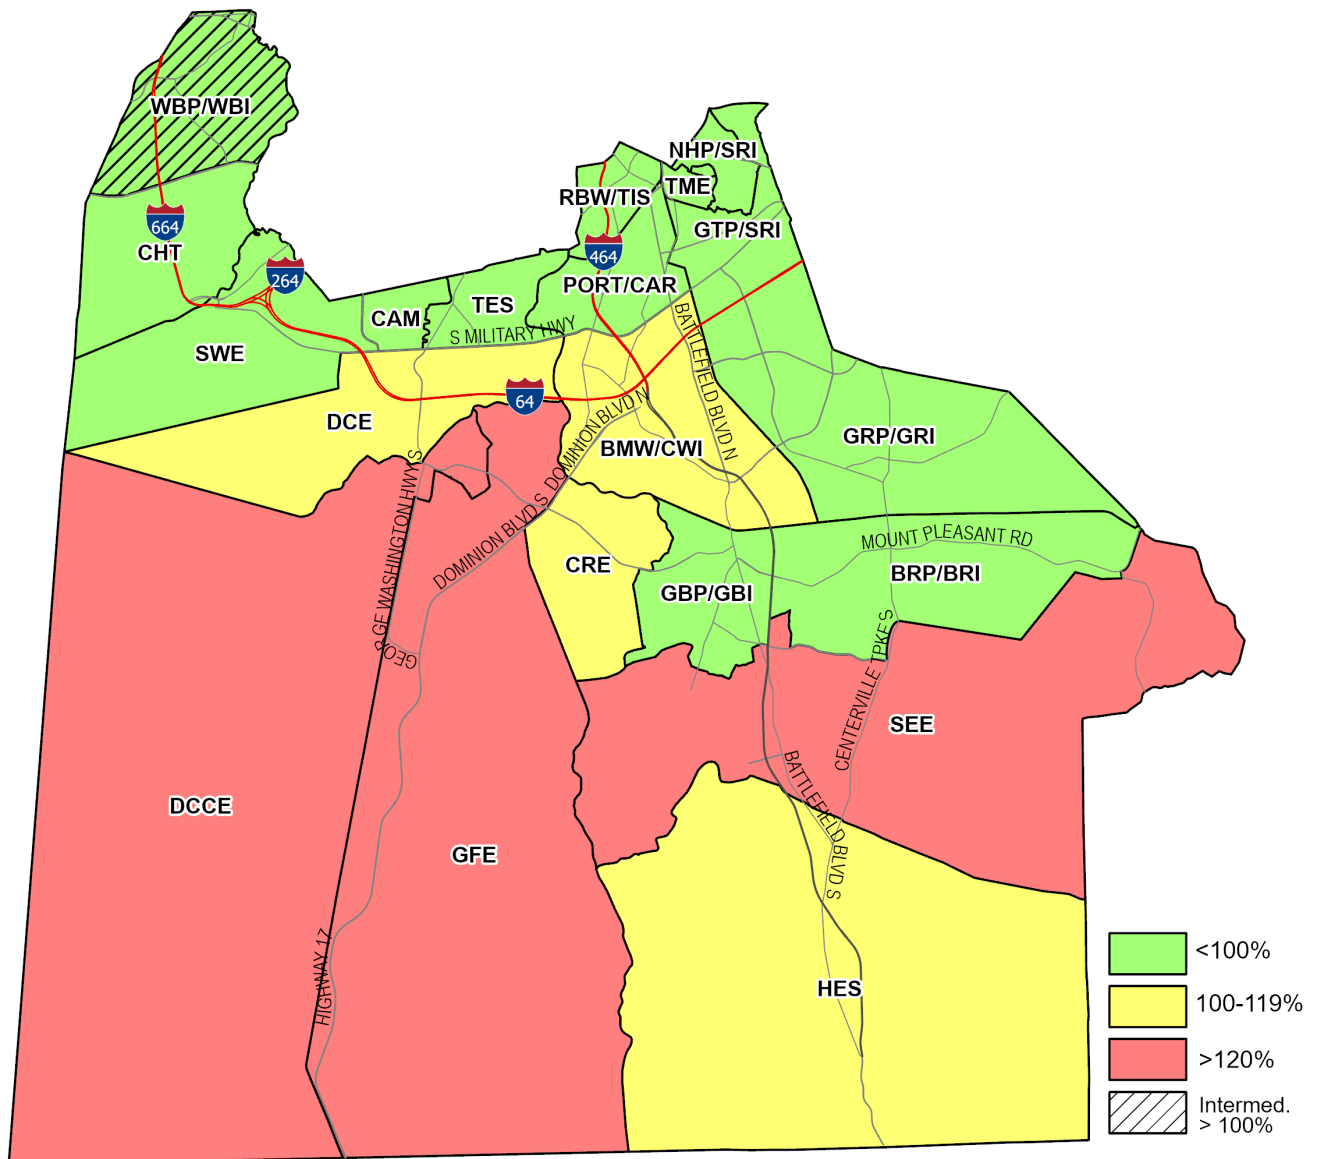 WBP/WBI
NHP/SRI
TME
RBW/TIS
664
GTP/SRI
CHT
464
264
PORT/CAR
TES
CAM
S MILITARY HWY
SWE
BATTLEFIELD BLVD N
64
DCE
DOMINION BLVD N
GRP/GRI
BMW/CWI
GEORGE WASHINGTON HWY S
DOMINION BLVD S
MOUNT PLEASANT RD
CRE
BRP/BRI
GBP/GBI
CENTERVILLE TPKE S
SEE
DCCE
BATTLEFIELD BLVD S
GFE
HIGHWAY 17
HES
<100%
100-119%
>120%
Intermed.
> 100%